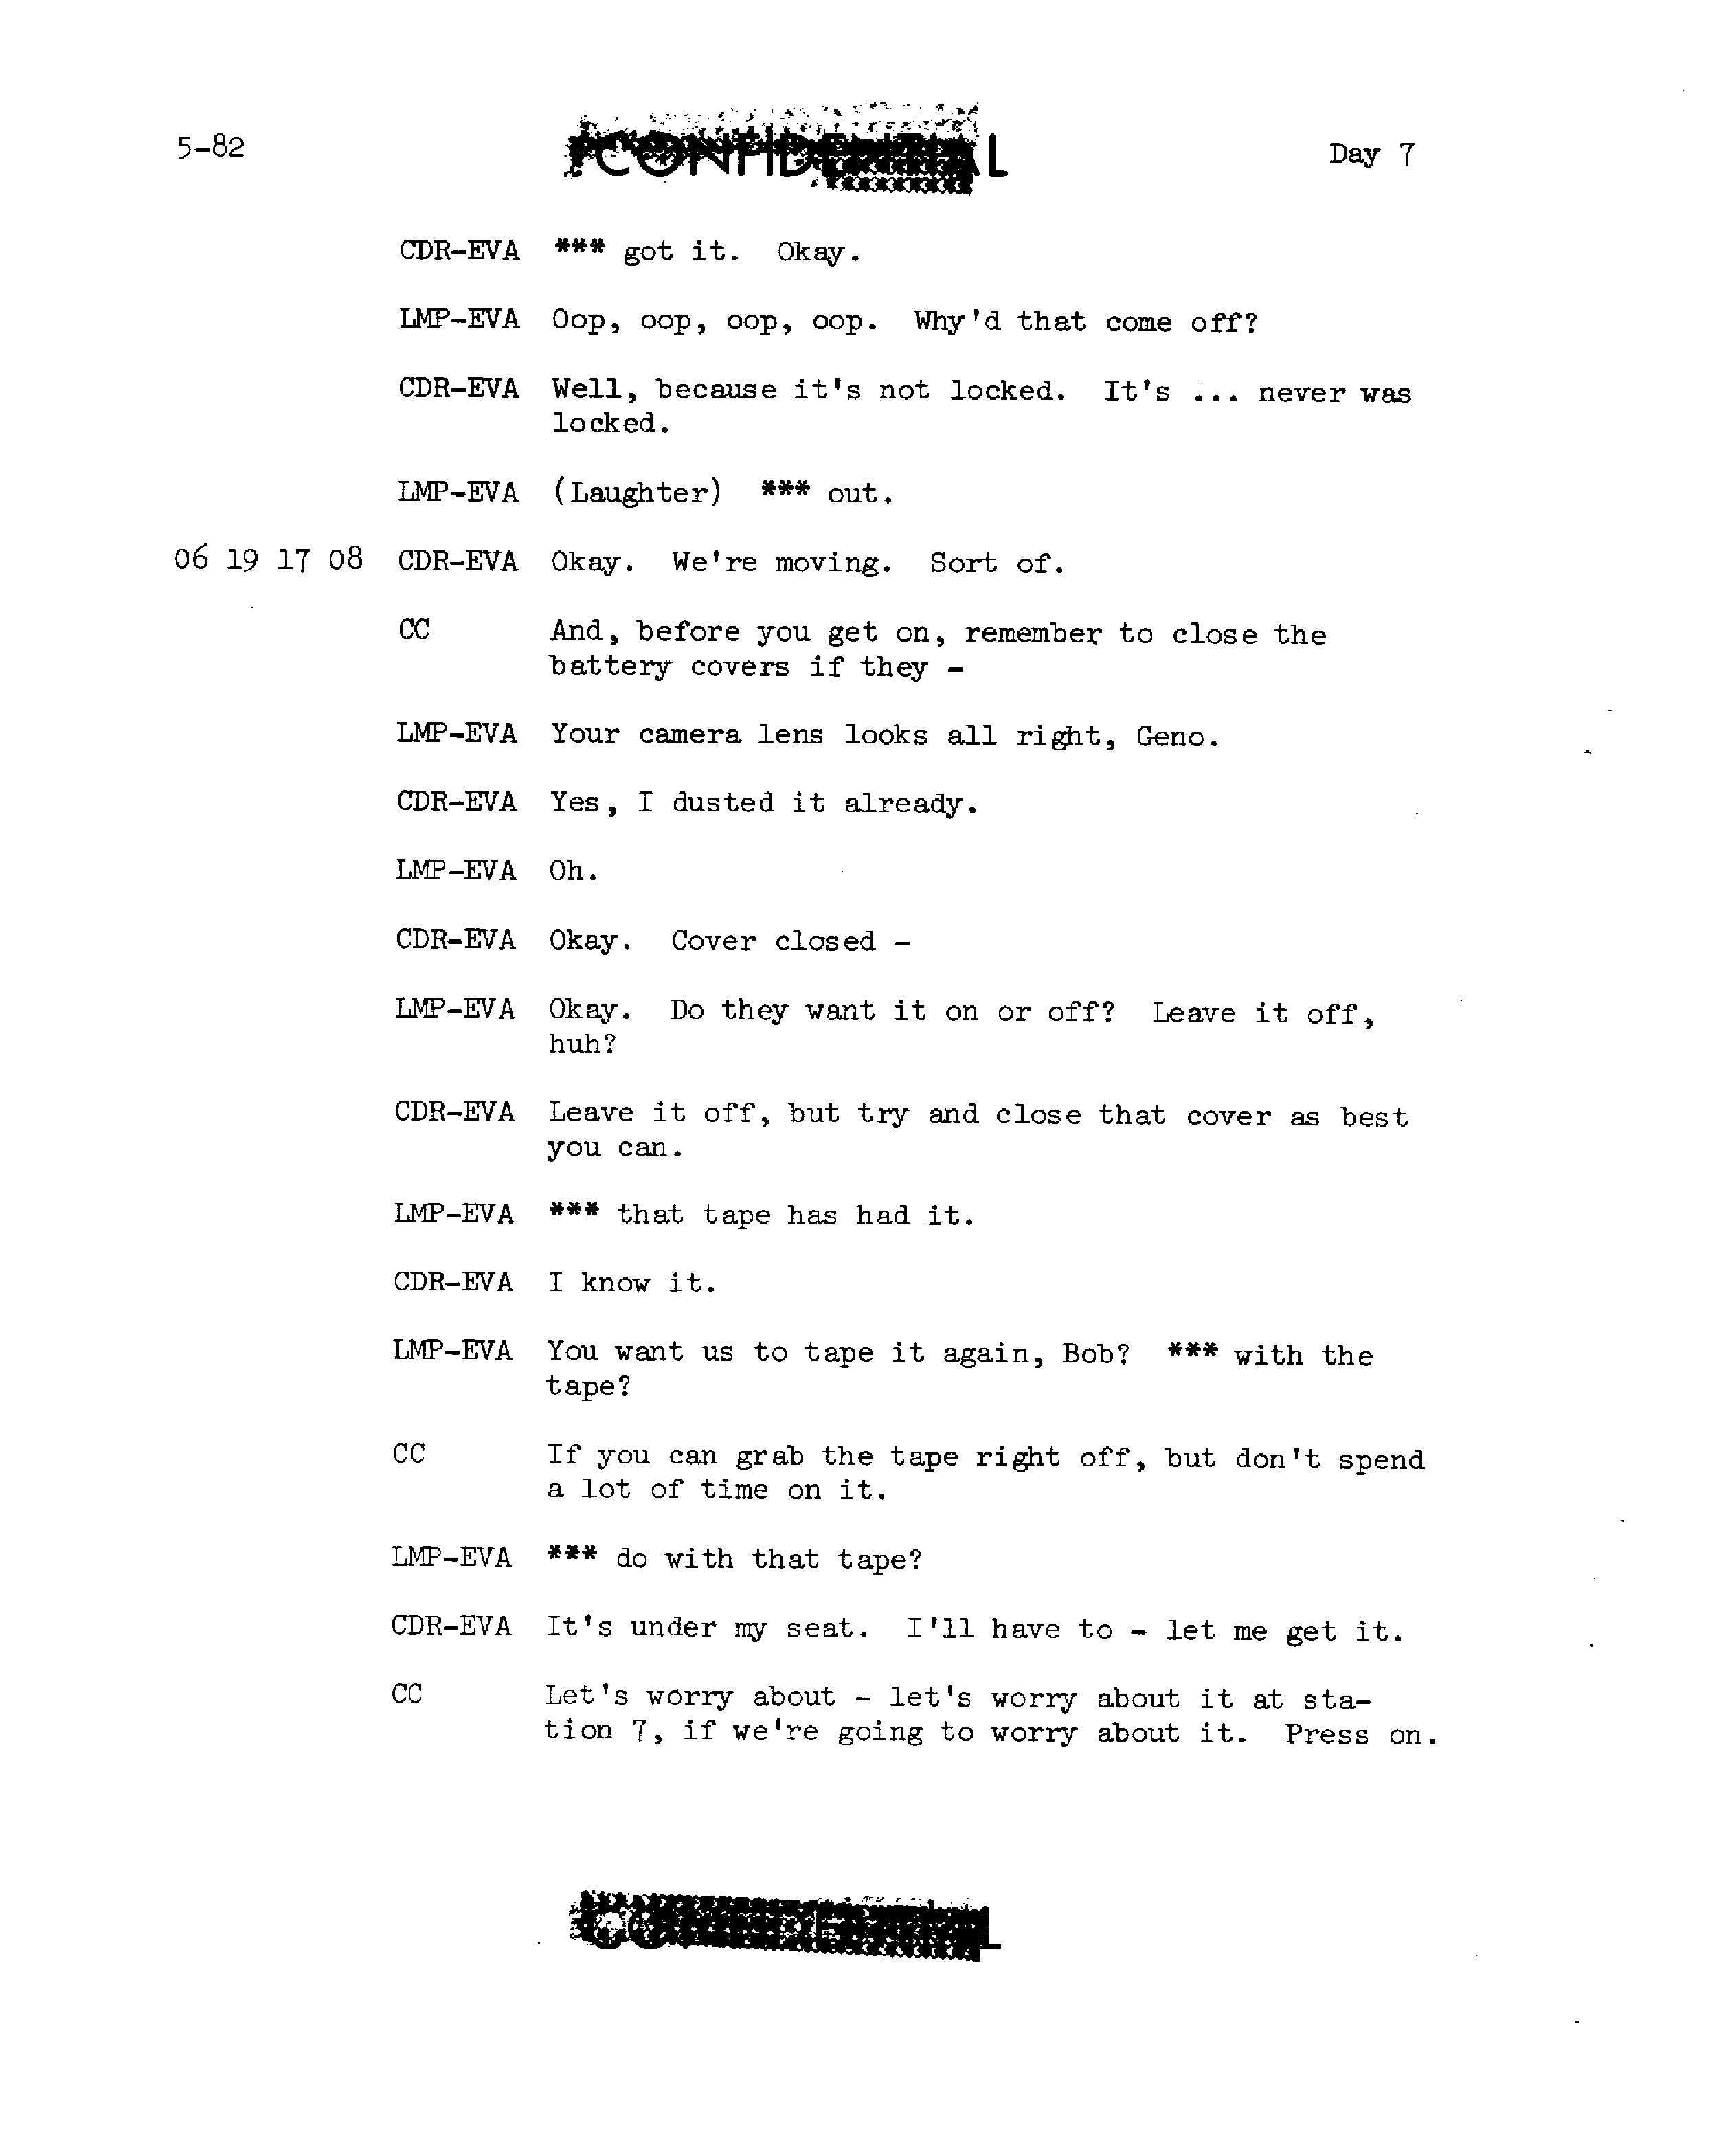 5-82
CONFIDENTIAL
Day 7
CDR-EVA *** got it. Okay.
LMP-EVA Oop, oop, oop, oop. Why'd that come off?
CDR-EVA Well, because it's not locked. It's ... never was
locked.
LMP-EVA (Laughter) *** out.
06 19 17 08 CDR-EVA Okay. We're moving. Sort of.
CC And, before you get on, remember to close the
battery covers if they -
LMP-EVA Your camera lens looks all right, Geno.
CDR-EVA Yes, I dusted it already.
LMP-EVA Oh.
CDR-EVA Okay. Cover closed -
LMP-EVA Okay. Do they want it on or off? Leave it off,
huh?
CDR-EVA Leave it off, but try and close that cover as best
you can.
LMP-EVA *** that tape has had it.
CDR-EVA I know it.
LMP-EVA You want us to tape it again, Bob? *** with the
tape?
CC If you can grab the tape right off, but don't spend
a lot of time on it.
LMP-EVA *** do with that tape?
CDR-EVA It's under my seat. I'll have to - let me get it.
CC Let's worry about - let's worry about it at sta-
tion 7, if we're going to worry about it. Press on.
CONFIDENTIAL